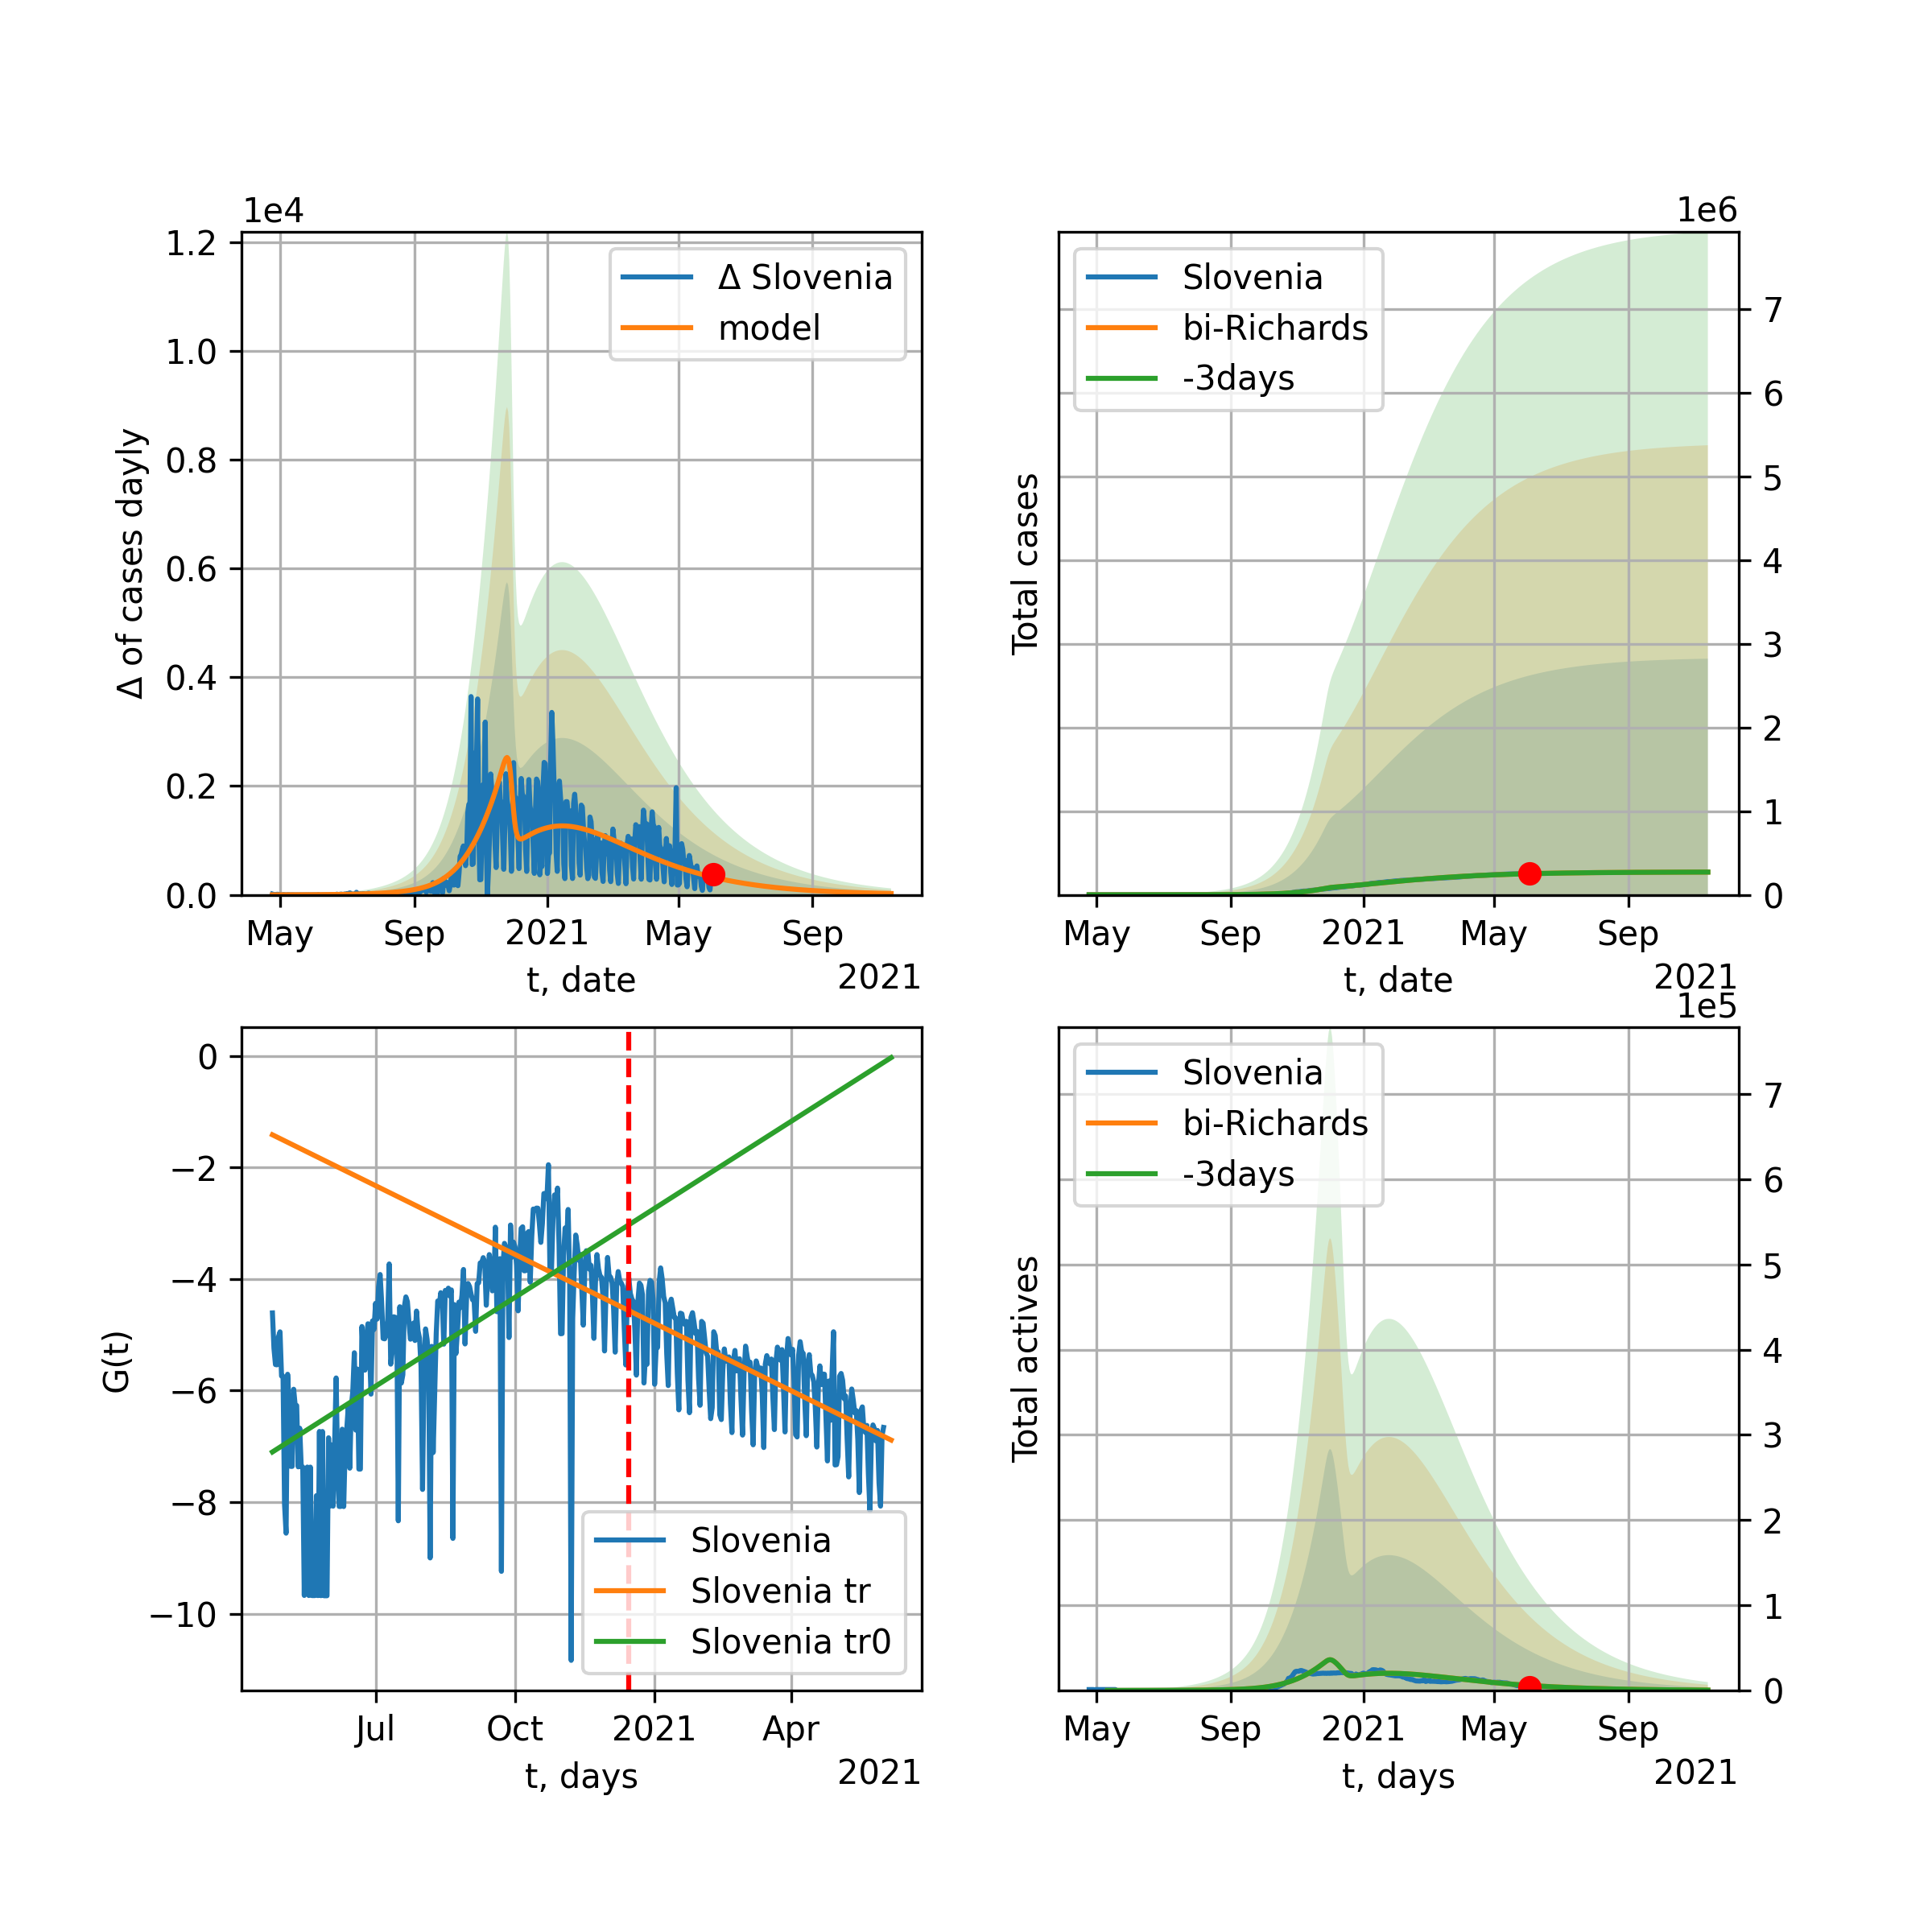 1e4
1.2
1.0
0.8
0.6
0.4
0.2
0.0
Δ of cases dayly
Δ Slovenia
model
May
Sep
2021
May
Sep
t, date
2021
1e6
Slovenia
bi-Richards
-3days
7
6
5
4
3
2
1
0
Total cases
May
Sep
2021
May
Sep
t, date
2021
0
−2
−4
−6
−8
−10
G(t)
Slovenia
Slovenia tr
Slovenia tr0
Jul
Oct
2021
Apr
t, days
2021
1e5
Slovenia
bi-Richards
-3days
7
6
5
4
3
2
1
0
Total actives
May
Sep
2021
May
Sep
t, days
2021